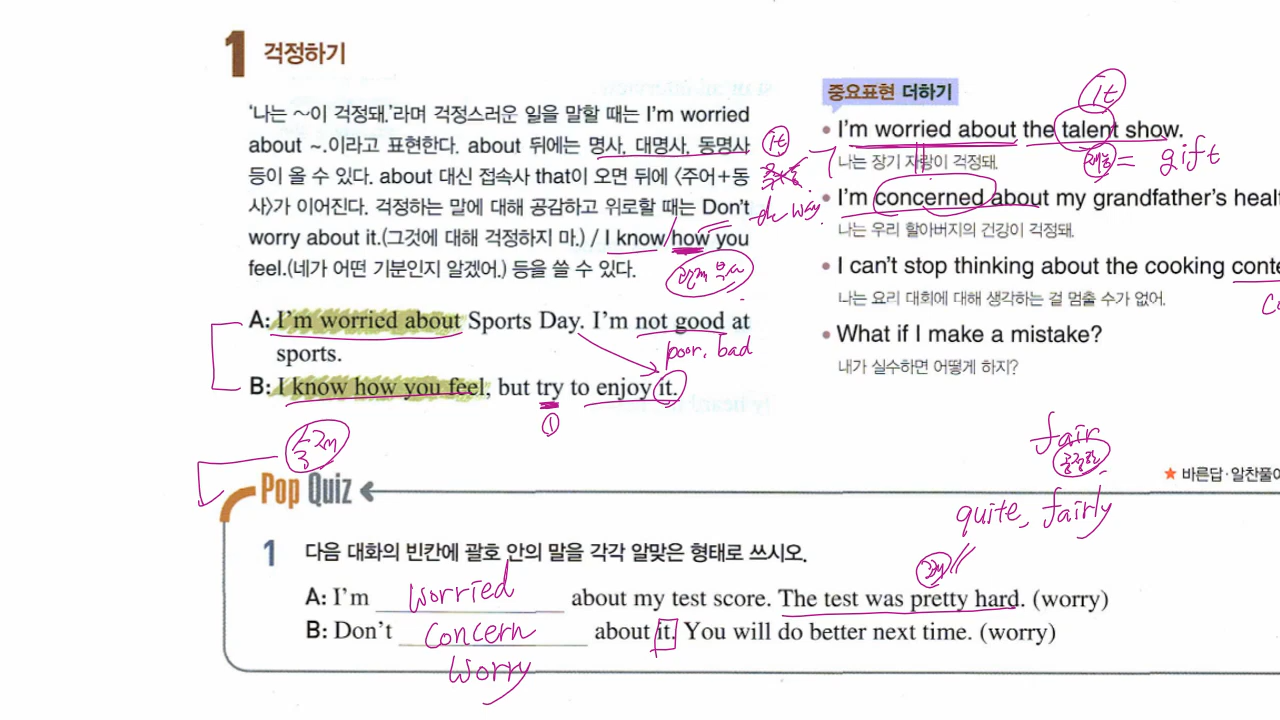 1 걱정하기
'나는 ~이 걱정돼.'라며 걱정스러운 일을 말할 때는 I'm worried
about ~.이라고 표현한다. about 뒤에는 명사, 대명사, 동명사
it
등이 올 수 있다. about 대신 접속사 that이 오면 뒤에 〈주어+동
사〉가 이어진다. 걱정하는 말에 대해 공감하고 위로할 때는 Don't
the way
worry about it.(그것에 대해 걱정하지 마.) / I know how you
feel.(네가 어떤 기분인지 알겠어.) 등을 쓸 수 있다.
관계부사
A: I'm worried about Sports Day. I'm not good at
poor. bad
sports.
B: I know how you feel, but try to enjoy it.
①
중요표현 더하기
it
• I'm worried about the talent show.
나는 장기 자랑이 걱정돼.
재능 = gift
• I'm concerned about my grandfather's heal
나는 우리 할아버지의 건강이 걱정돼.
• I can't stop thinking about the cooking conte
나는 요리 대회에 대해 생각하는 걸 멈출 수가 없어.
• What if I make a mistake?
내가 실수하면 어떻게 하지?
fair
공정한
★ 바른답·알찬풀이
Pop Quiz
quite, fairly
1 다음 대화의 빈칸에 괄호 안의 말을 각각 알맞은 형태로 쓰시오.
꽤
A: I'm worried about my test score. The test was pretty hard. (worry)
B: Don't concern about it. You will do better next time. (worry)
worry